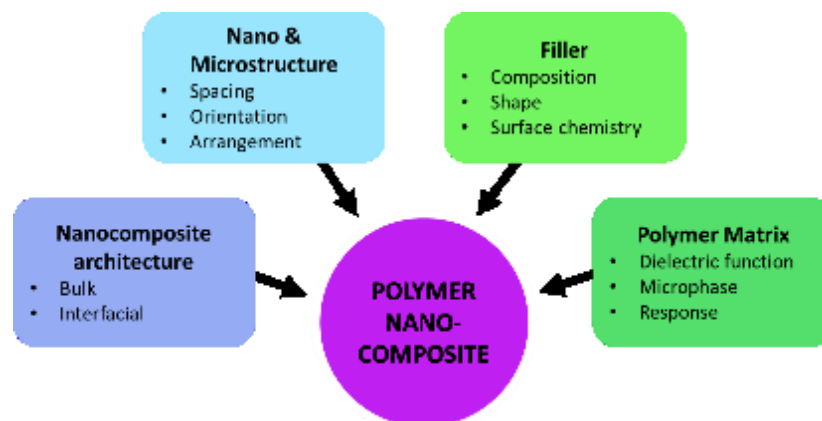 Nano &
Microstructure
• Spacing
• Orientation
• Arrangement
Filler
• Composition
• Shape
• Surface chemistry
Nanocomposite
architecture
• Bulk
• Interfacial
Polymer Matrix
• Dielectric function
• Microphase
• Response
POLYMER
NANO-
COMPOSITE